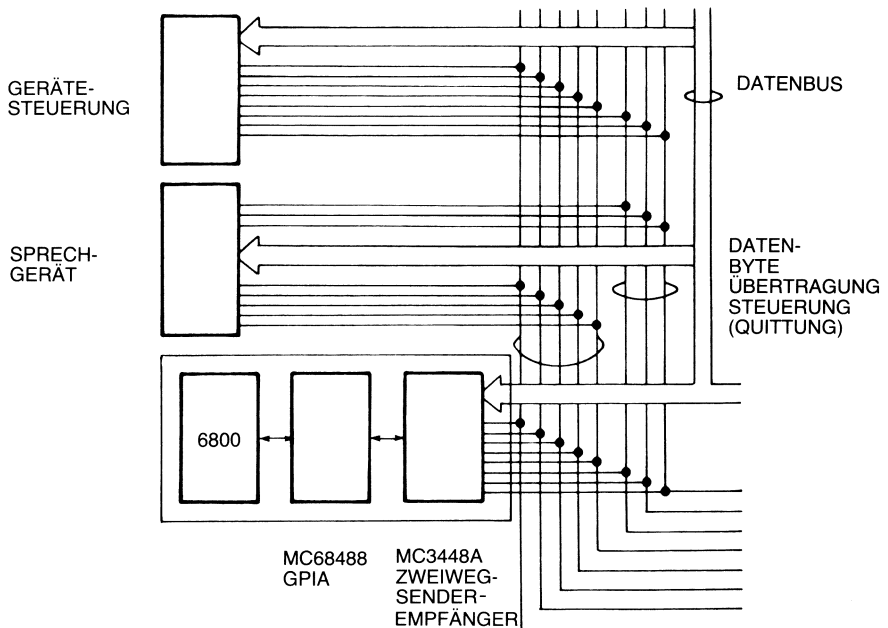 GERÄTE-
STEUERUNG
DATENBUS
SPRECH-
GERÄT
DATEN-
BYTE
ÜBERTRAGUNG
STEUERUNG
(QUITTUNG)
6800
MC68488
GPIA
MC3448A
ZWEIWEG-
SENDER-
EMPFÄNGER